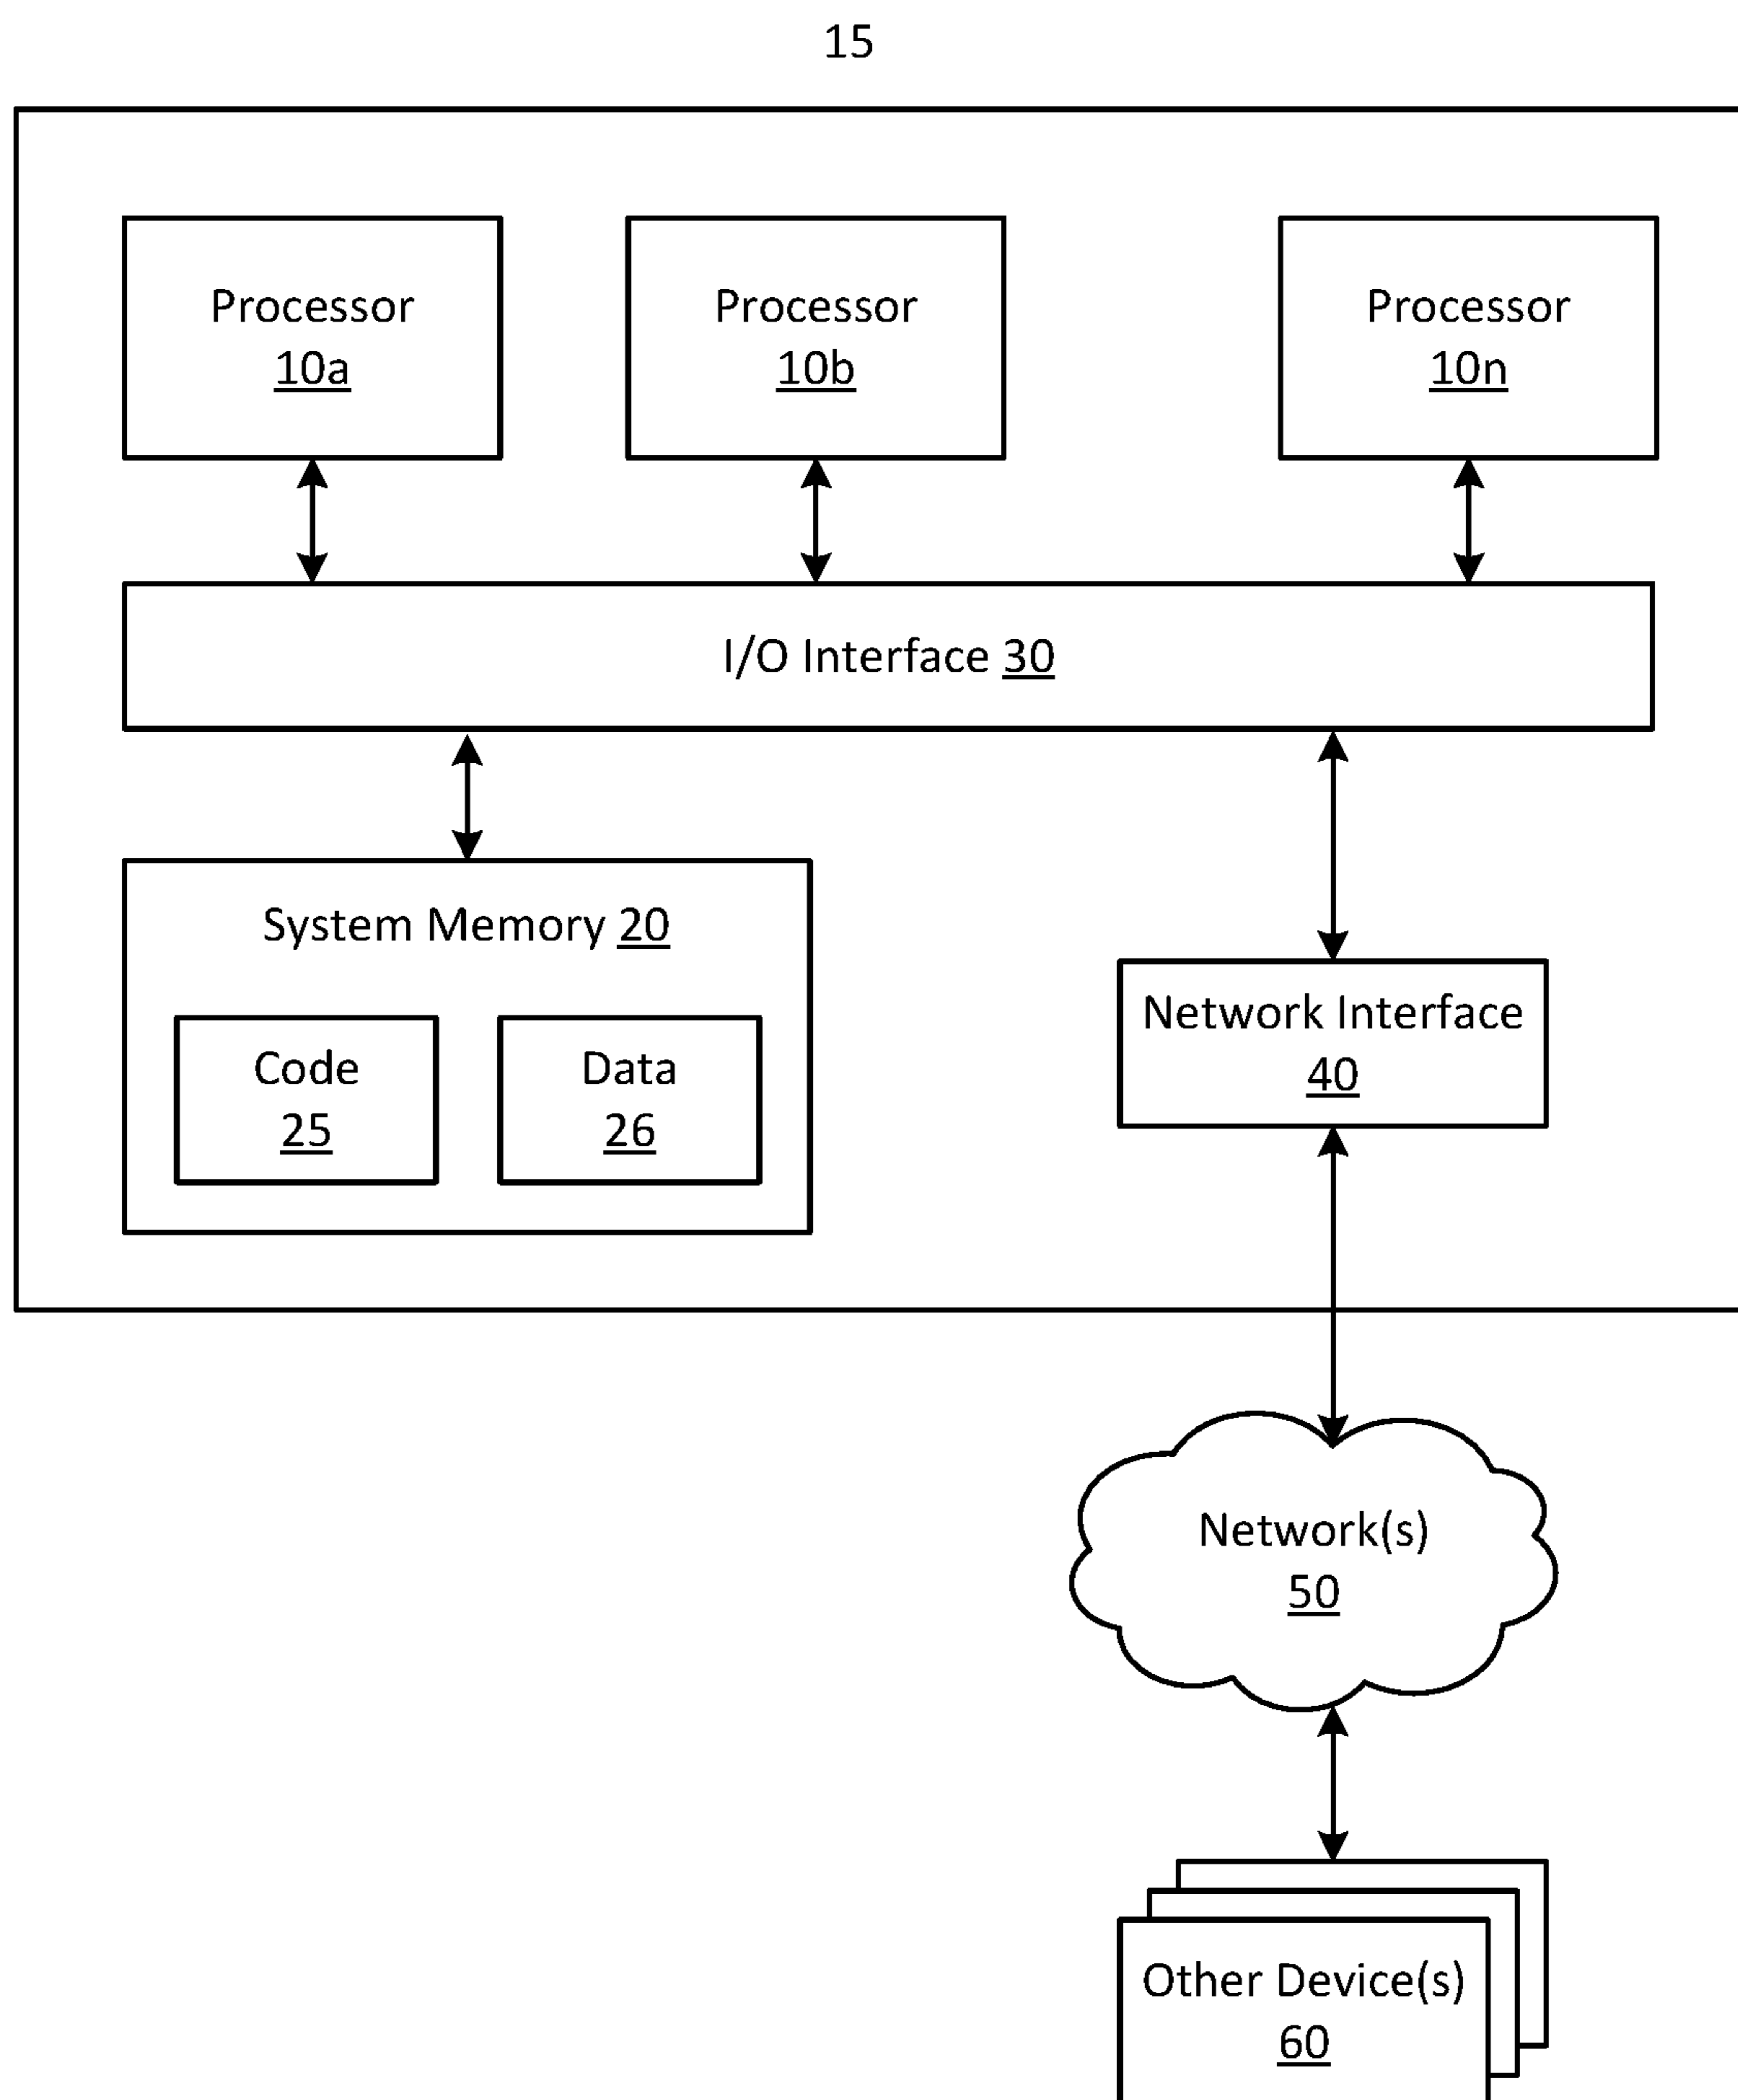 15
Processor
10a
Processor
10b
Processor
10n
I/O Interface 30
System Memory 20
Code
25
Data
26
Network Interface
40
Network(s)
50
Other Device(s)
60